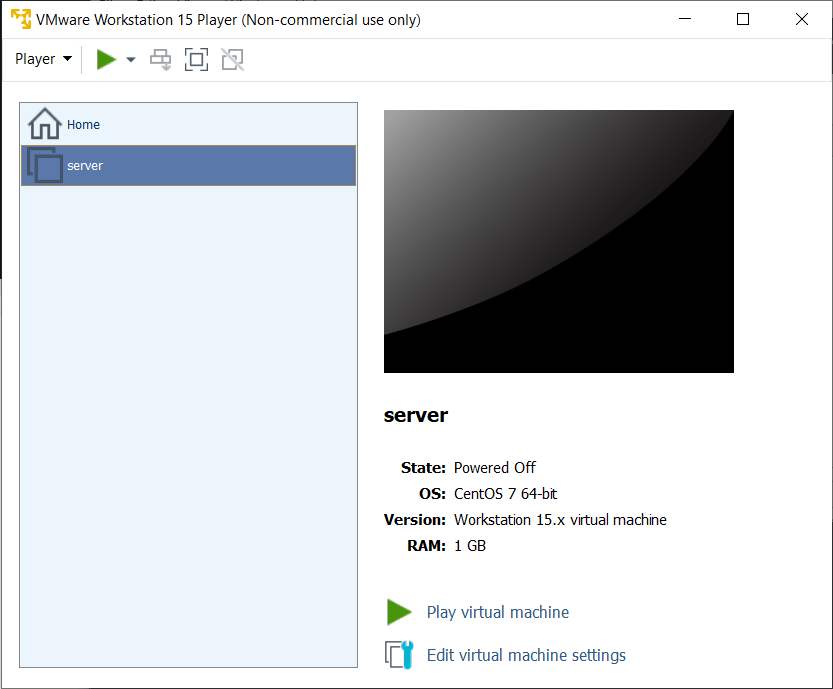 VMware Workstation 15 Player (Non-commercial use only)
Player
Home
server
server
State: Powered Off
OS: CentOS 7 64-bit
Version: Workstation 15.x virtual machine
RAM: 1 GB
Play virtual machine
Edit virtual machine settings